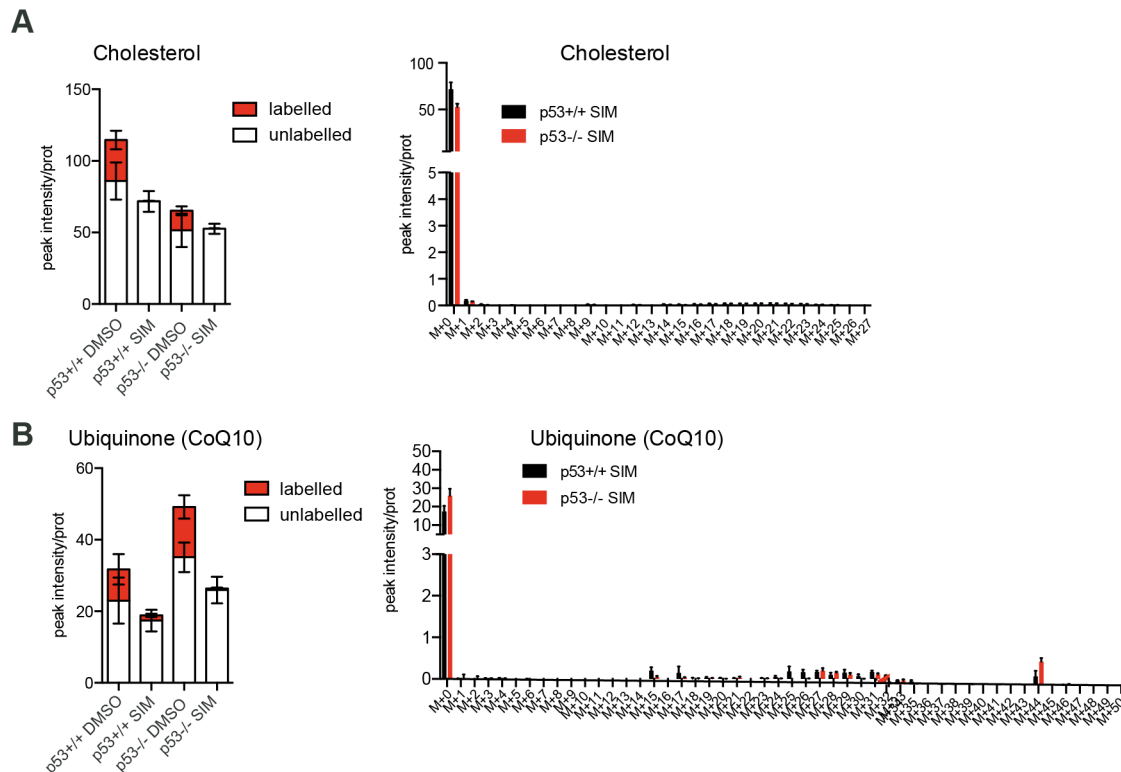 A
Cholesterol
150
100
50
0
peak intensity/prot
labelled
unlabelled
p53+/+ DMSO
p53+/+ SIM
p53-/- DMSO
p53-/- SIM
Cholesterol
100
50
5
4
3
2
1
0
peak intensity/prot
p53+/+ SIM
p53-/- SIM
M+0
M+1
M+2
M+3
M+4
M+5
M+6
M+7
M+8
M+9
M+10
M+11
M+12
M+13
M+14
M+15
M+16
M+17
M+18
M+19
M+20
M+21
M+22
M+23
M+24
M+25
M+26
M+27
B
Ubiquinone (CoQ10)
60
40
20
0
peak intensity/prot
labelled
unlabelled
p53+/+ DMSO
p53+/+ SIM
p53-/- DMSO
p53-/- SIM
Ubiquinone (CoQ10)
50
40
30
20
10
3
2
1
0
peak intensity/prot
p53+/+ SIM
p53-/- SIM
M+0
M+1
M+2
M+3
M+4
M+5
M+6
M+7
M+8
M+9
M+10
M+11
M+12
M+13
M+14
M+15
M+16
M+17
M+18
M+19
M+20
M+21
M+22
M+23
M+24
M+25
M+26
M+27
M+28
M+29
M+30
M+31
M+32
M+35
M+36
M+37
M+38
M+39
M+40
M+41
M+42
M+43
M+44
M+45
M+46
M+47
M+48
M+49
M+50